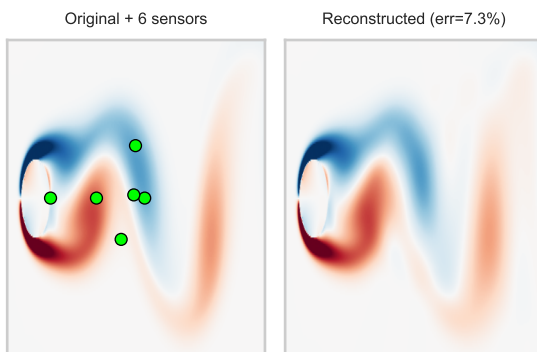 Original + 6 sensors
Reconstructed (err=7.3%)